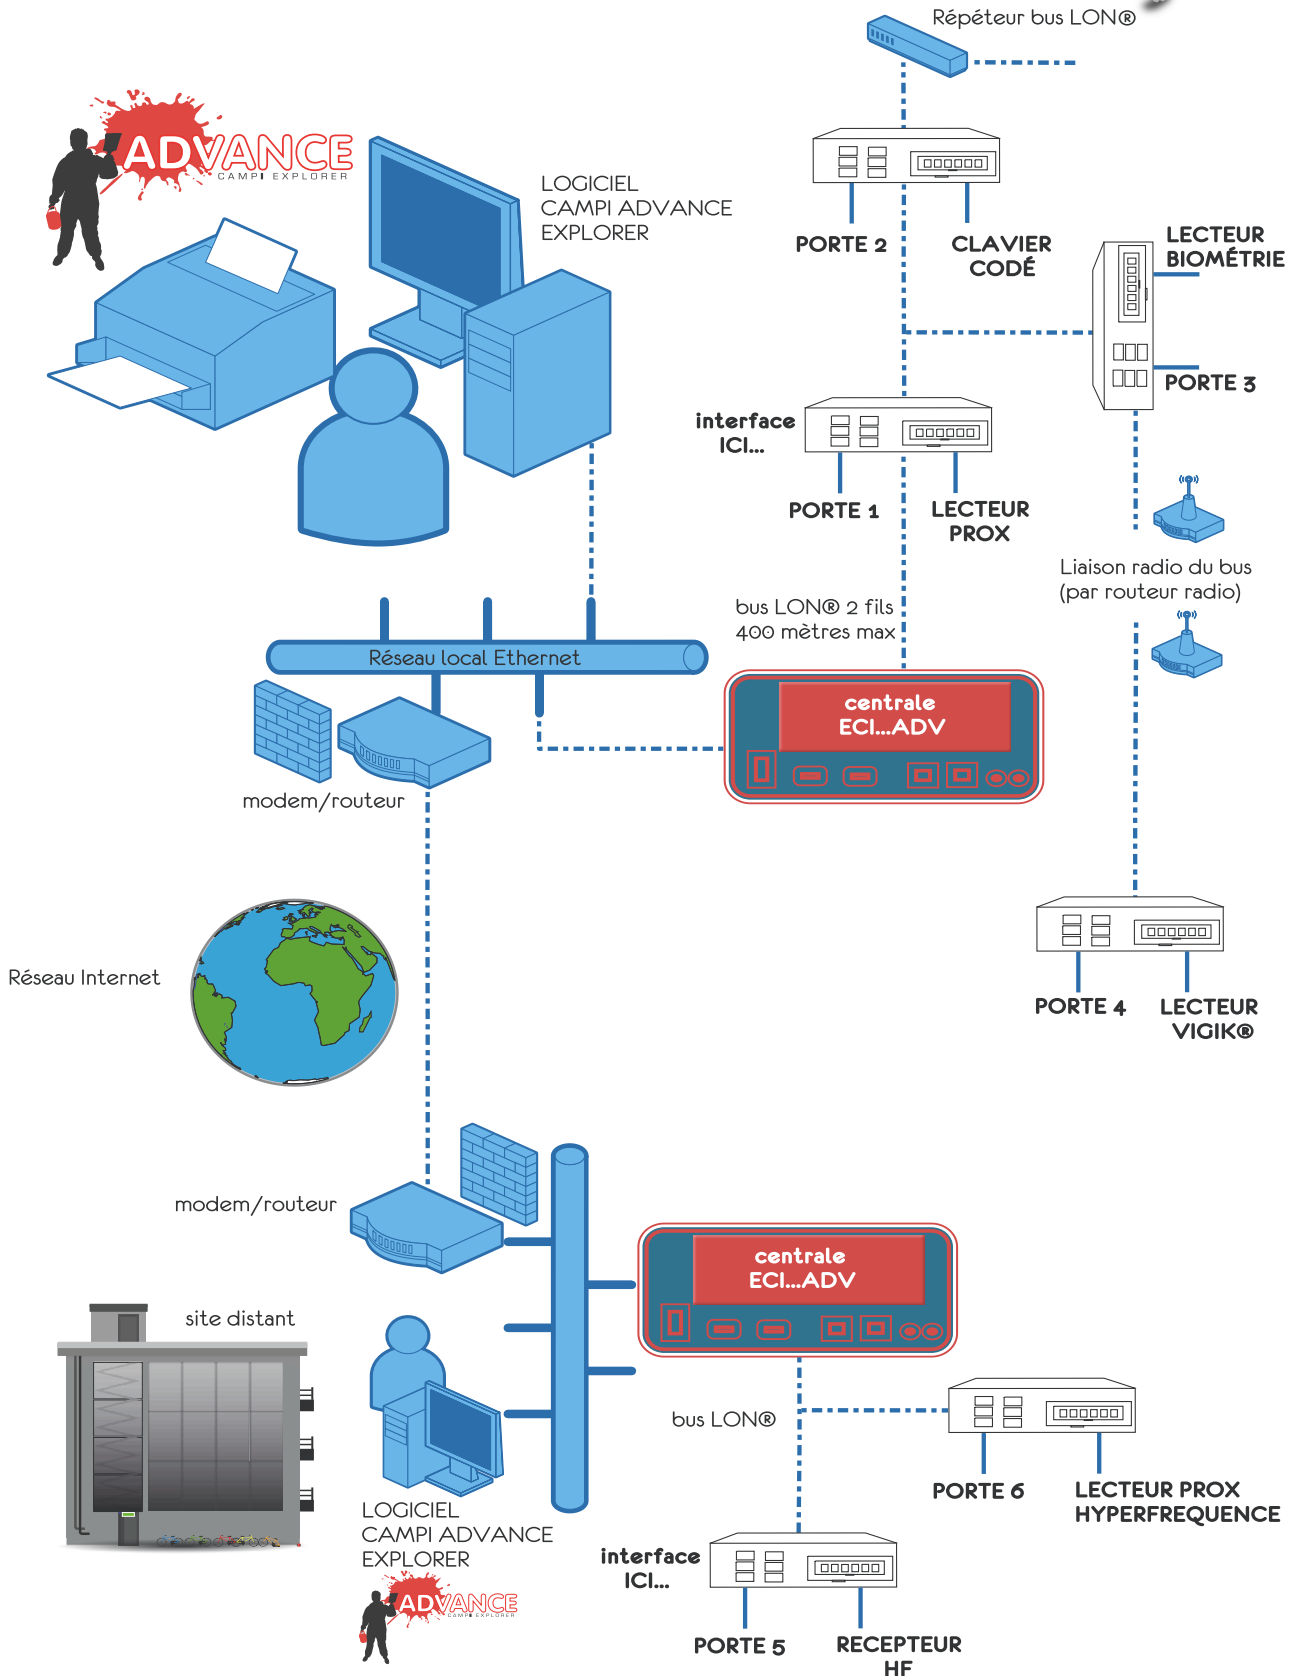 Répéteur bus LON®
ADVANCE
CAMPI EXPLORER
LOGICIEL
CAMPI ADVANCE
EXPLORER
PORTE 2
CLAVIER
CODÉ
LECTEUR
BIOMÉTRIE
PORTE 3
interface
ICI...
PORTE 1
LECTEUR
PROX
Liaison radio du bus
(par routeur radio)
bus LON® 2 fils
400 mètres max
Réseau local Ethernet
centrale
ECI...ADV
modem/routeur
Réseau Internet
PORTE 4
LECTEUR
VIGIK®
modem/routeur
centrale
ECI...ADV
site distant
bus LON®
PORTE 6
LECTEUR PROX
HYPERFREQUENCE
LOGICIEL
CAMPI ADVANCE
EXPLORER
ADVANCE
CAMPI EXPLORER
interface
ICI...
PORTE 5
RECEPTEUR
HF